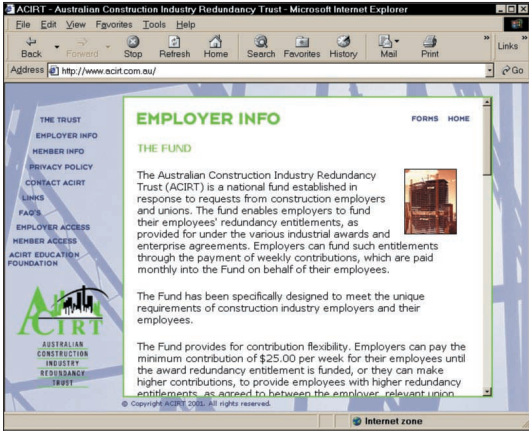 ACIRT - Australian Construction Industry Redundancy Trust - Microsoft Internet Explorer
File Edit View Favorites Tools Help
Back Forward Stop Refresh Home Search Favorites History Mail Print Links
Address http://www.acirt.com.au/ Go
THE TRUST
EMPLOYER INFO
MEMBER INFO
PRIVACY POLICY
CONTACT ACIRT
LINKS
FAQ'S
EMPLOYER ACCESS
MEMBER ACCESS
ACIRT EDUCATION
FOUNDATION
ACIRT
AUSTRALIAN
CONSTRUCTION
INDUSTRY
REDUNDANCY
TRUST
EMPLOYER INFO
FORMS HOME
THE FUND
The Australian Construction Industry Redundancy
Trust (ACIRT) is a national fund established in
response to requests from construction employers
and unions. The fund enables employers to fund
their employees' redundancy entitlements, as
provided for under the various industrial awards and
enterprise agreements. Employers can fund such entitlements
through the payment of weekly contributions, which are paid
monthly into the Fund on behalf of their employees.
The Fund has been specifically designed to meet the unique
requirements of construction industry employers and their
employees.
The Fund provides for contribution flexibility. Employers can pay the
minimum contribution of $25.00 per week for their employees until
the award redundancy entitlement is funded, or they can make
higher contributions, to provide employees with higher redundancy
entitlements, as agreed to between the employer, relevant union
© Copyright ACIRT 2001. All rights reserved.
Internet zone